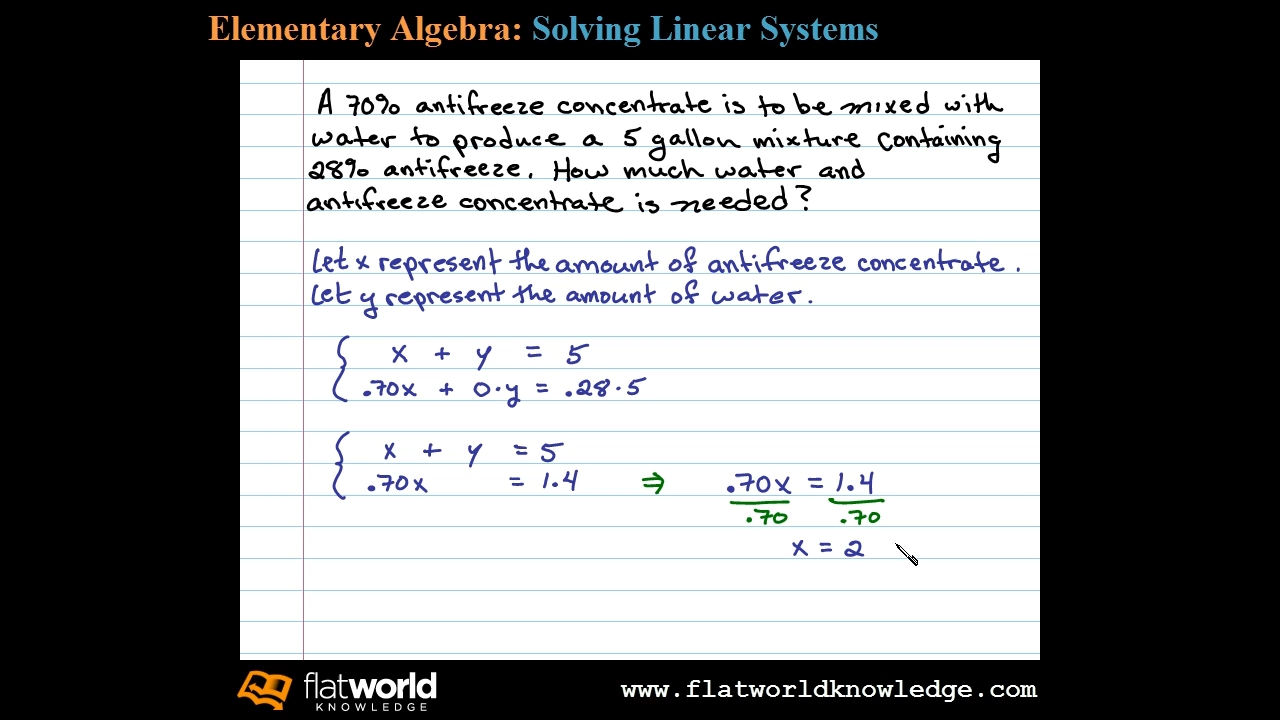 Elementary Algebra: Solving Linear Systems
A 70% antifreeze concentrate is to be mixed with
water to produce a 5 gallon mixture containing
28% antifreeze. How much water and
antifreeze concentrate is needed?
Let x represent the amount of antifreeze concentrate.
Let y represent the amount of water.
x + y = 5
.70x + 0·y = .28·5
x + y = 5
.70x = 1.4 ⇒ .70x = 1.4
.70 .70
x = 2
flatworld
KNOWLEDGE
www.flatworldknowledge.com